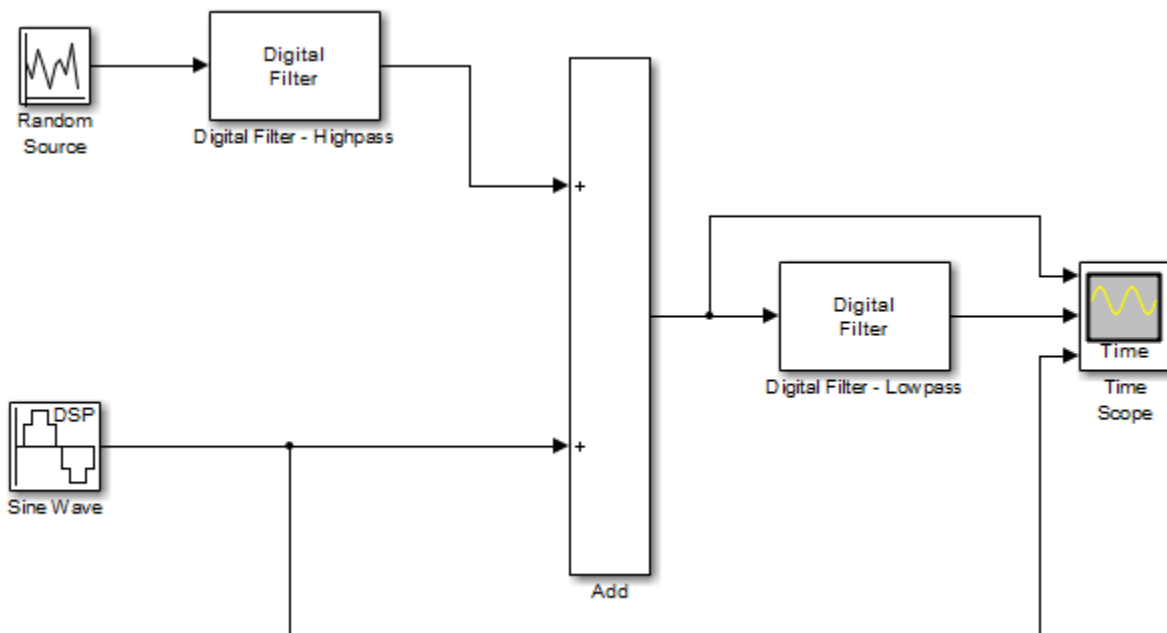 Digital
Filter
Random
Source
Digital Filter - Highpass
+
Digital
Filter
Time
Digital Filter - Lowpass
Time
Scope
DSP
+
Sine Wave
Add